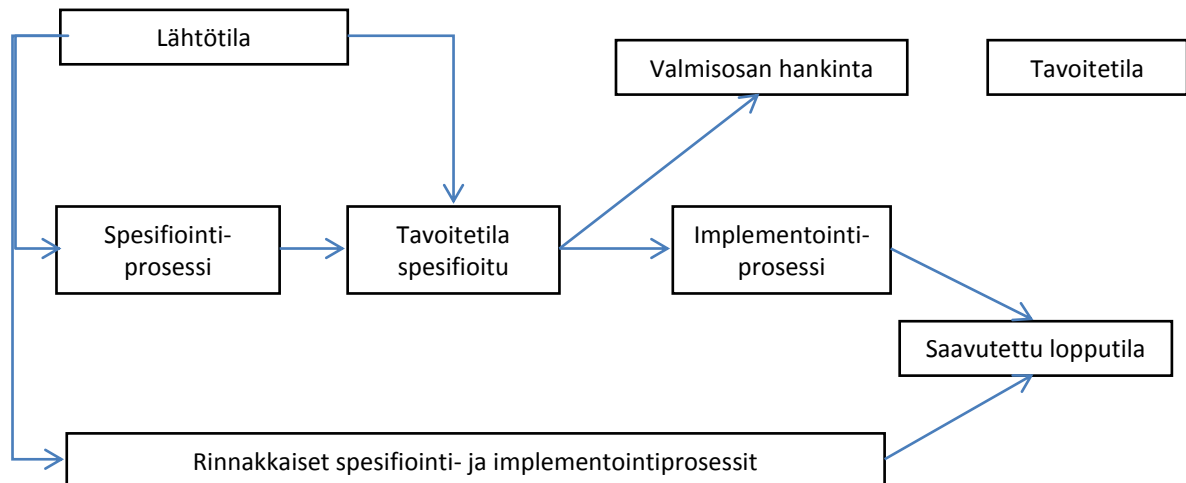 Lähtötila
Valmisosan hankinta
Tavoitetila
Spesifiointi-
prosessi
Tavoitetila
spesifioitu
Implementointi-
prosessi
Saavutettu lopputila
Rinnakkaiset spesifiointi- ja implementointiprosessit